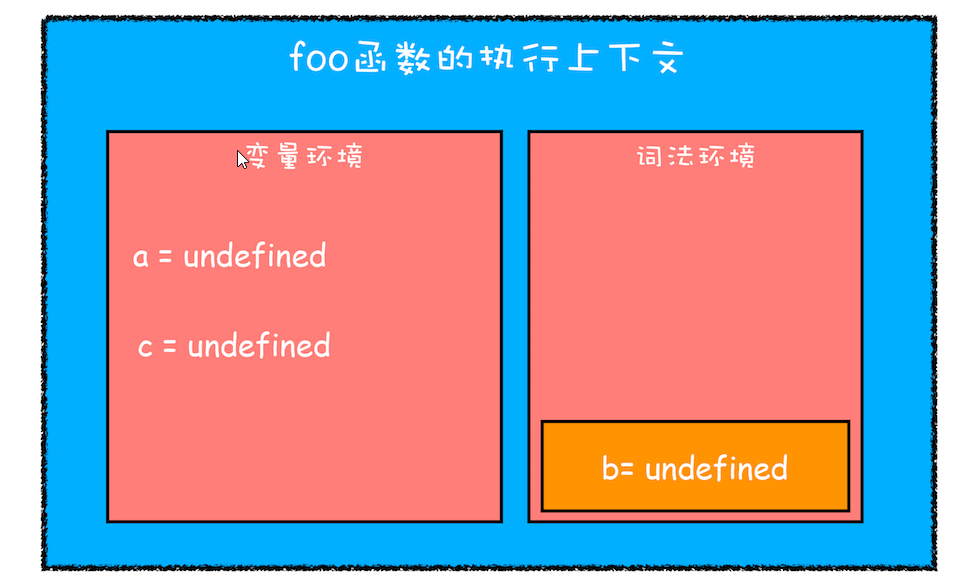 foo函数的执行上下文
变量环境
a = undefined
c = undefined
词法环境
b= undefined